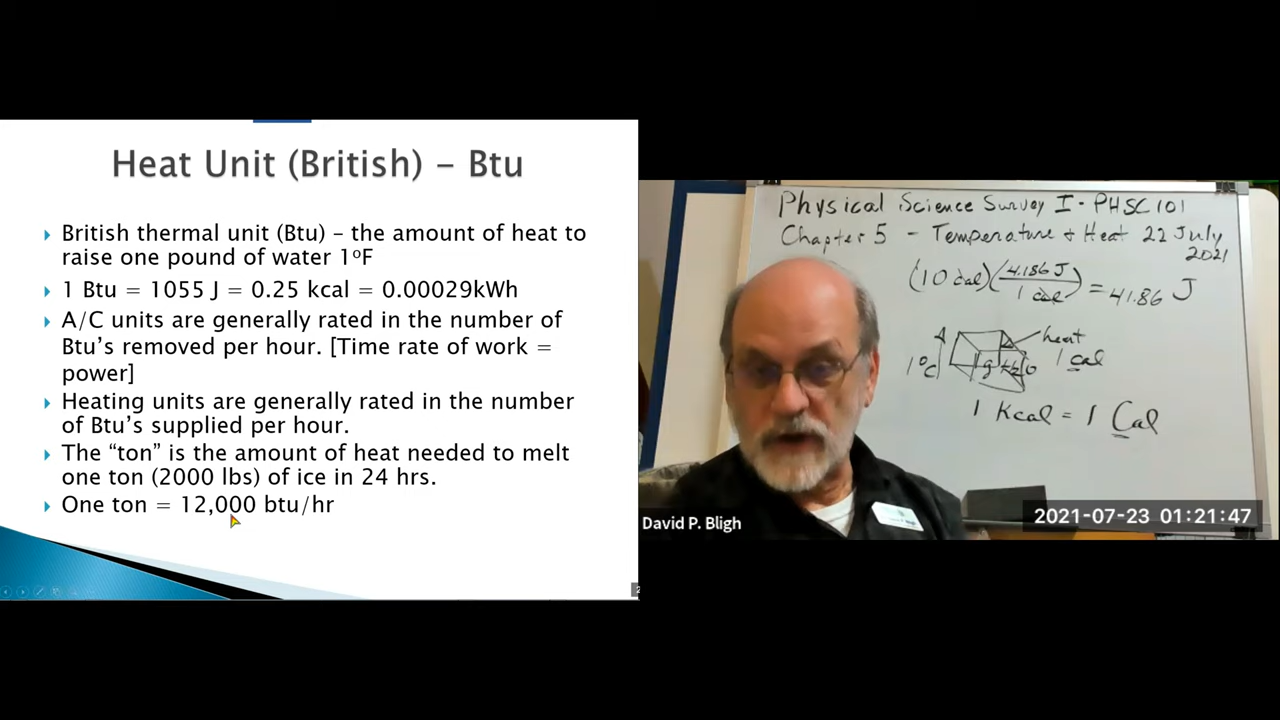 Heat Unit (British) – Btu
British thermal unit (Btu) – the amount of heat to
raise one pound of water 1ºF
1 Btu = 1055 J = 0.25 kcal = 0.00029kWh
A/C units are generally rated in the number of
Btu's removed per hour. [Time rate of work =
power]
Heating units are generally rated in the number
of Btu's supplied per hour.
The “ton” is the amount of heat needed to melt
one ton (2000 lbs) of ice in 24 hrs.
One ton = 12,000 btu/hr
Physical Science Survey I - PHSC 101
Chapter 5 - Temperature + Heat 22 July
2021
(10 cal)(4.186 J / 1 cal) = 41.86 J
heat
1ºC
1 cal
1 Kcal = 1 Cal
David P. Bligh
2021-07-23 01:21:47